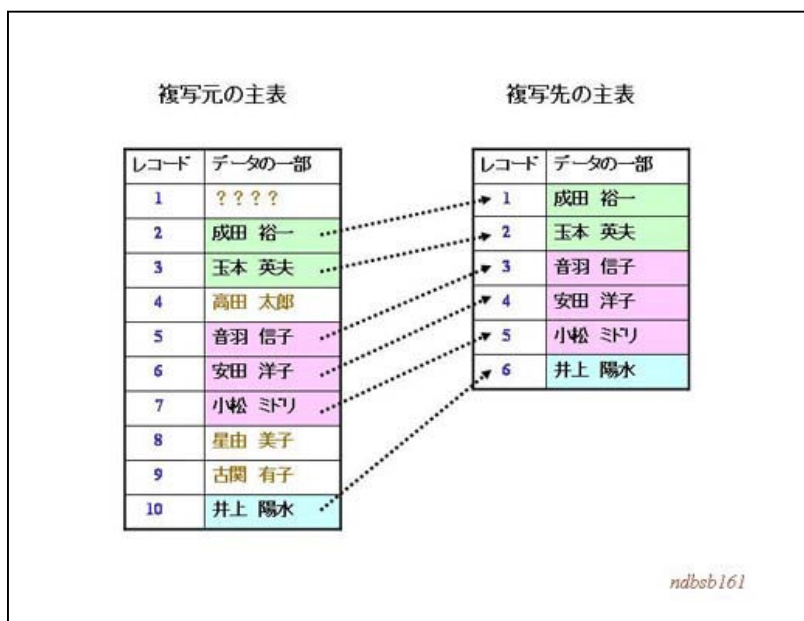 複写元の主表
複写先の主表
レコード データの一部
1 ????
2 成田 裕一
3 玉本 英夫
4 高田 太郎
5 音羽 信子
6 安田 洋子
7 小松 ミドリ
8 星由 美子
9 古関 有子
10 井上 陽水
レコード データの一部
1 成田 裕一
2 玉本 英夫
3 音羽 信子
4 安田 洋子
5 小松 ミドリ
6 井上 陽水
ndbsb161